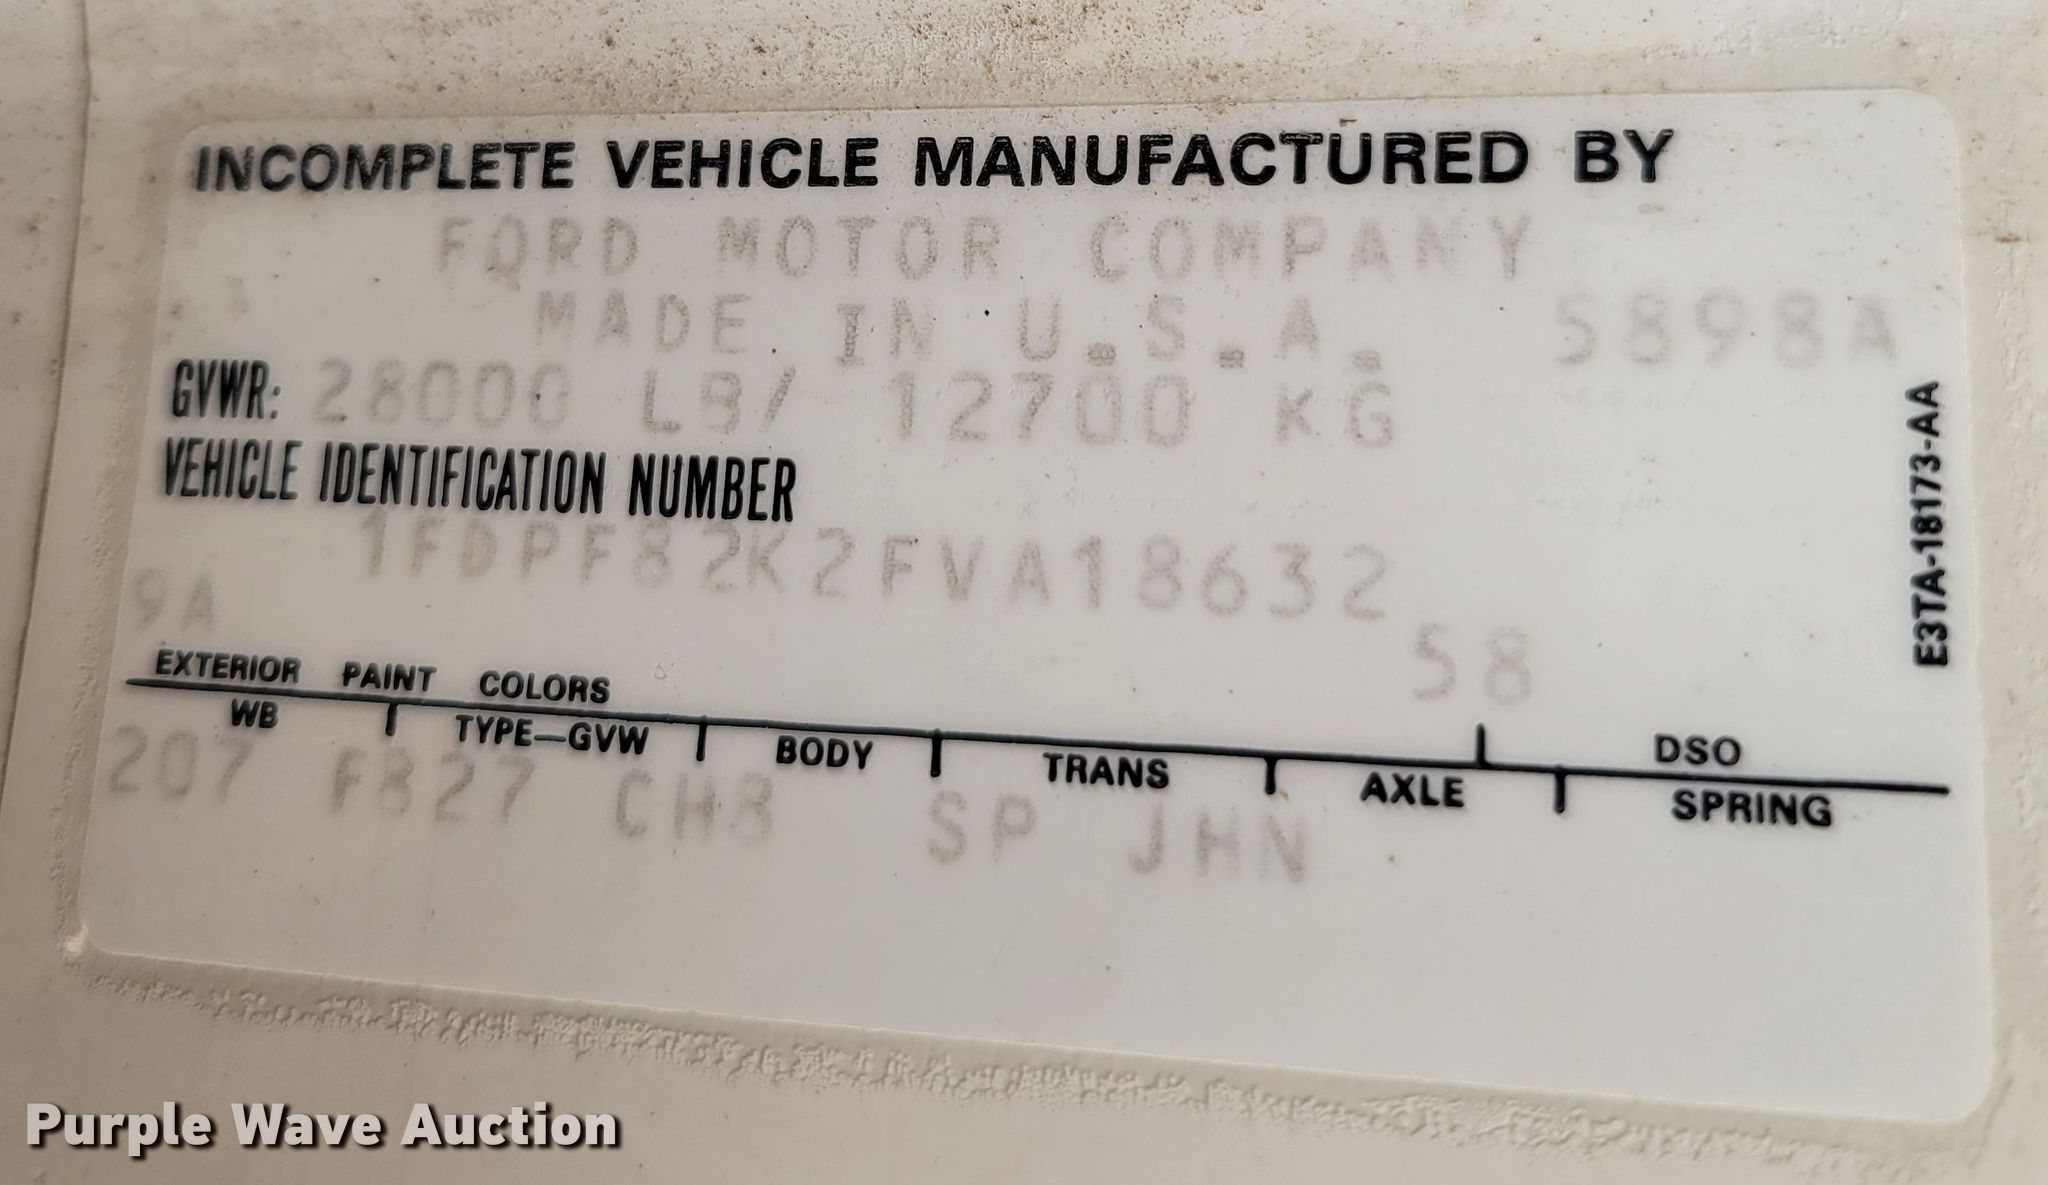 INCOMPLETE VEHICLE MANUFACTURED BY
FORD MOTOR COMPANY
MADE IN U.S.A. 5898A
GVWR: 28000 LB/ 12700 KG
VEHICLE IDENTIFICATION NUMBER
1FDPF82K2FVA18632
9A
58
EXTERIOR PAINT COLORS DSO
WB TYPE—GVW BODY TRANS AXLE SPRING
207 F827 CH8 SP JHN
E3TA-18173-AA
Purple Wave Auction